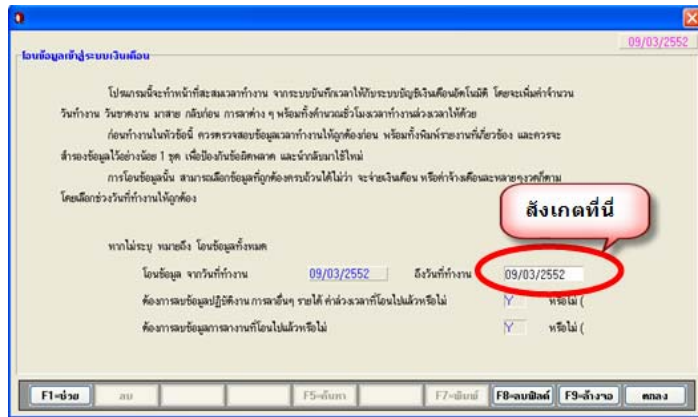 09/03/2552
โอนข้อมูลเข้าสู่ระบบเงินเดือน
โปรแกรมนี้จะทำหน้าที่สะสมเวลาทำงาน จากระบบบันทึกเวลาให้กับระบบบัญชีเงินเดือนอัตโนมัติ โดยจะเพิ่มค่าจำนวน
วันทำงาน วันขาดงาน มาสาย กลับก่อน การลาต่าง ๆ พร้อมทั้งคำนวณชั่วโมงเวลาทำงานล่วงเวลาให้ด้วย
ก่อนทำงานในหัวข้อนี้ ควรตรวจสอบข้อมูลเวลาทำงานให้ถูกต้องก่อน พร้อมทั้งพิมพ์รายงานที่เกี่ยวข้อง และควรจะ
สำรองข้อมูลไว้อย่างน้อย 1 ชุด เพื่อป้องกันข้อผิดพลาด และนำกลับมาใช้ใหม่
การโอนข้อมูลนั้น สามารถเลือกข้อมูลที่ถูกต้องครบถ้วนได้ไม่ว่า จะจ่ายเงินเดือน หรือค่าจ้างเดือนละหลายๆงวดก็ตาม
โดยเลือกช่วงวันที่ทำงานให้ถูกต้อง
สังเกตที่นี่
หากไม่ระบุ หมายถึง โอนข้อมูลทั้งหมด
โอนข้อมูล จากวันที่ทำงาน 09/03/2552 ถึงวันที่ทำงาน 09/03/2552
ต้องการลบข้อมูลปฏิบัติงาน การลาอื่นๆ รายได้ ค่าล่วงเวลาที่โอนไปแล้วหรือไม่ Y หรือไม่ (
ต้องการลบข้อมูลการลางานที่โอนไปแล้วหรือไม่ Y หรือไม่ (
F1=ช่วย ลบ F5=ค้นหา F7=พิมพ์ F8=ลบฟิลด์ F9=ล้างจอ ตกลง